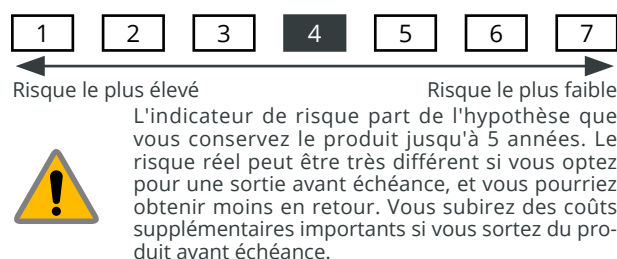 1 2 3 4 5 6 7
Risque le plus élevé Risque le plus faible
L'indicateur de risque part de l'hypothèse que
vous conservez le produit jusqu'à 5 années. Le
risque réel peut être très différent si vous optez
pour une sortie avant échéance, et vous pourriez
obtenir moins en retour. Vous subirez des coûts
supplémentaires importants si vous sortez du pro-
duit avant échéance.